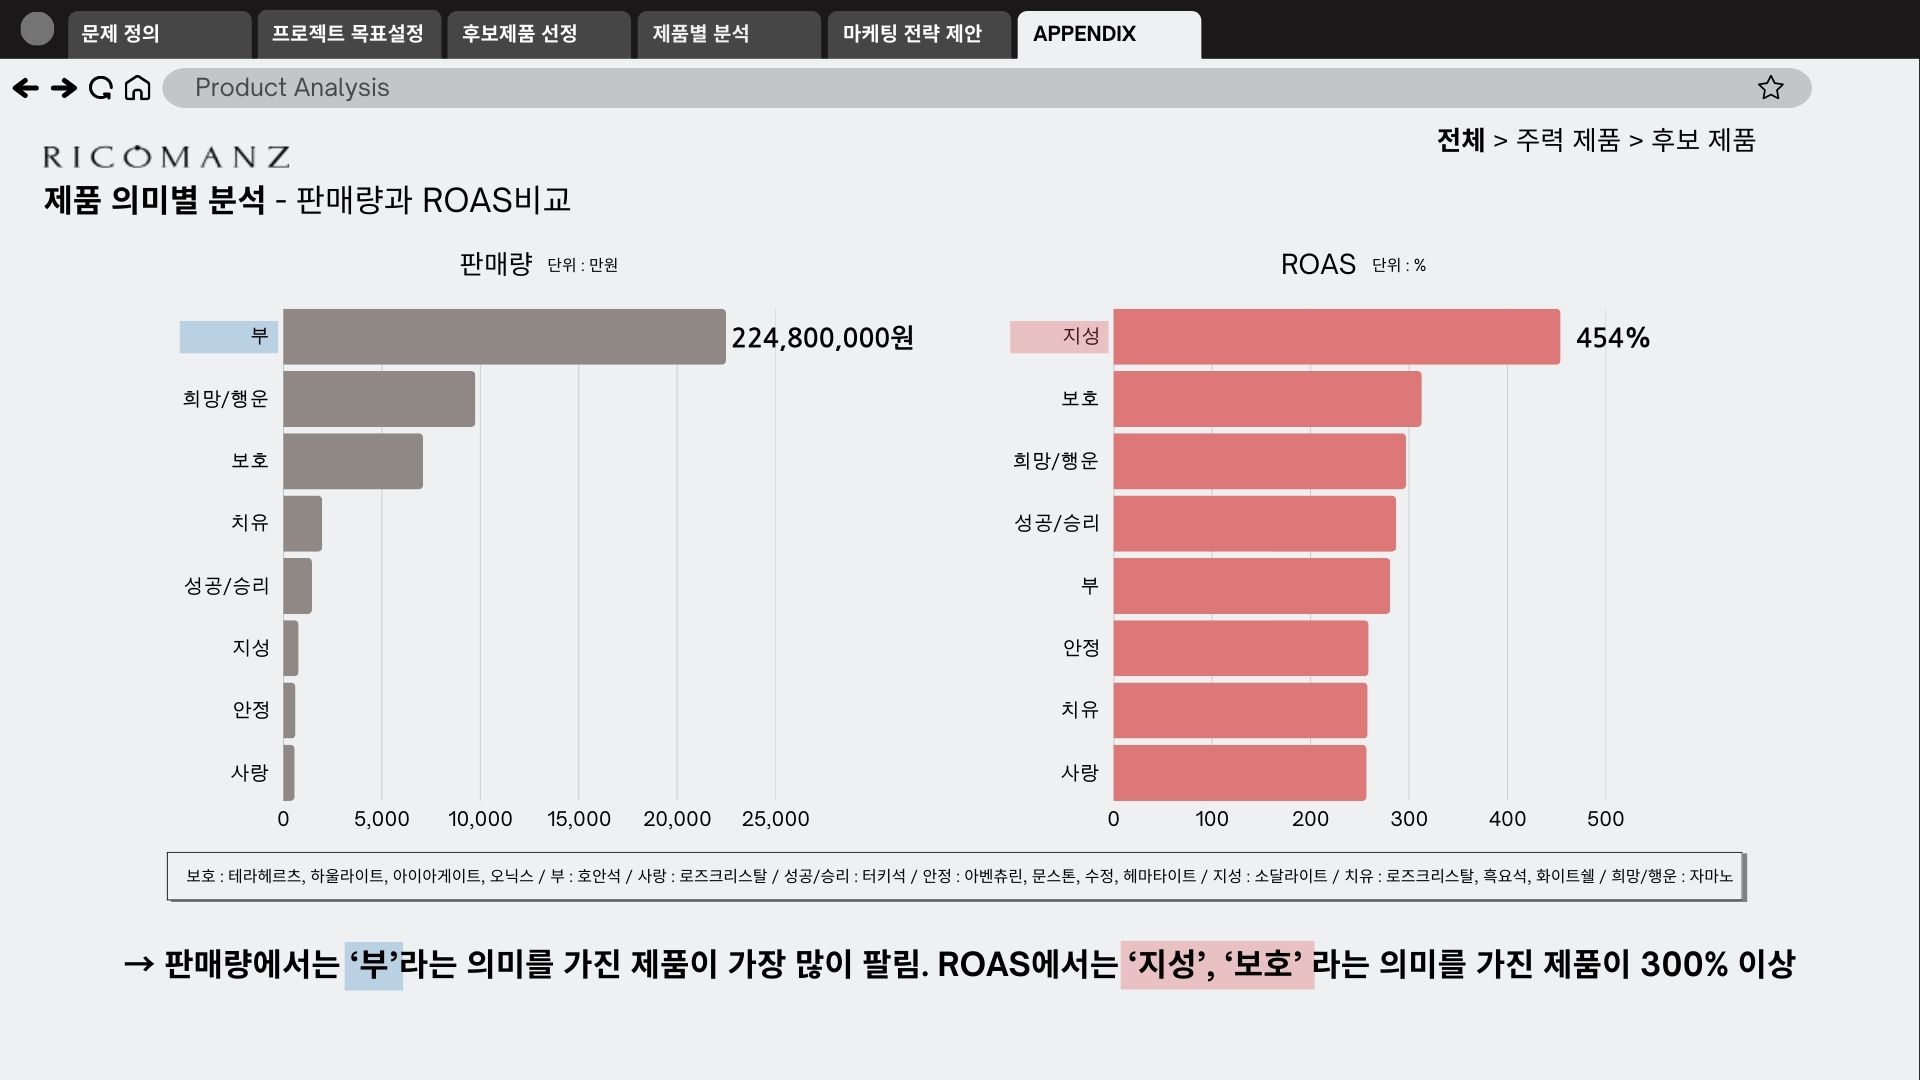 문제 정의
프로젝트 목표설정
후보제품 선정
제품별 분석
마케팅 전략 제안
APPENDIX
Product Analysis
전체 > 주력 제품 > 후보 제품
RICOMANZ
제품 의미별 분석 - 판매량과 ROAS비교
판매량 단위 : 만원
부 224,800,000원
희망/행운
보호
치유
성공/승리
지성
안정
사랑
0 5,000 10,000 15,000 20,000 25,000
ROAS 단위 : %
지성 454%
보호
희망/행운
성공/승리
부
안정
치유
사랑
0 100 200 300 400 500
보호 : 테라헤르츠, 하울라이트, 아이아게이트, 오닉스 / 부 : 호안석 / 사랑 : 로즈크리스탈 / 성공/승리 : 터키석 / 안정 : 아벤츄린, 문스톤, 수정, 헤마타이트 / 지성 : 소달라이트 / 치유 : 로즈크리스탈, 흑요석, 화이트쉘 / 희망/행운 : 자마노
→ 판매량에서는 ‘부’라는 의미를 가진 제품이 가장 많이 팔림. ROAS에서는 ‘지성’, ‘보호’ 라는 의미를 가진 제품이 300% 이상